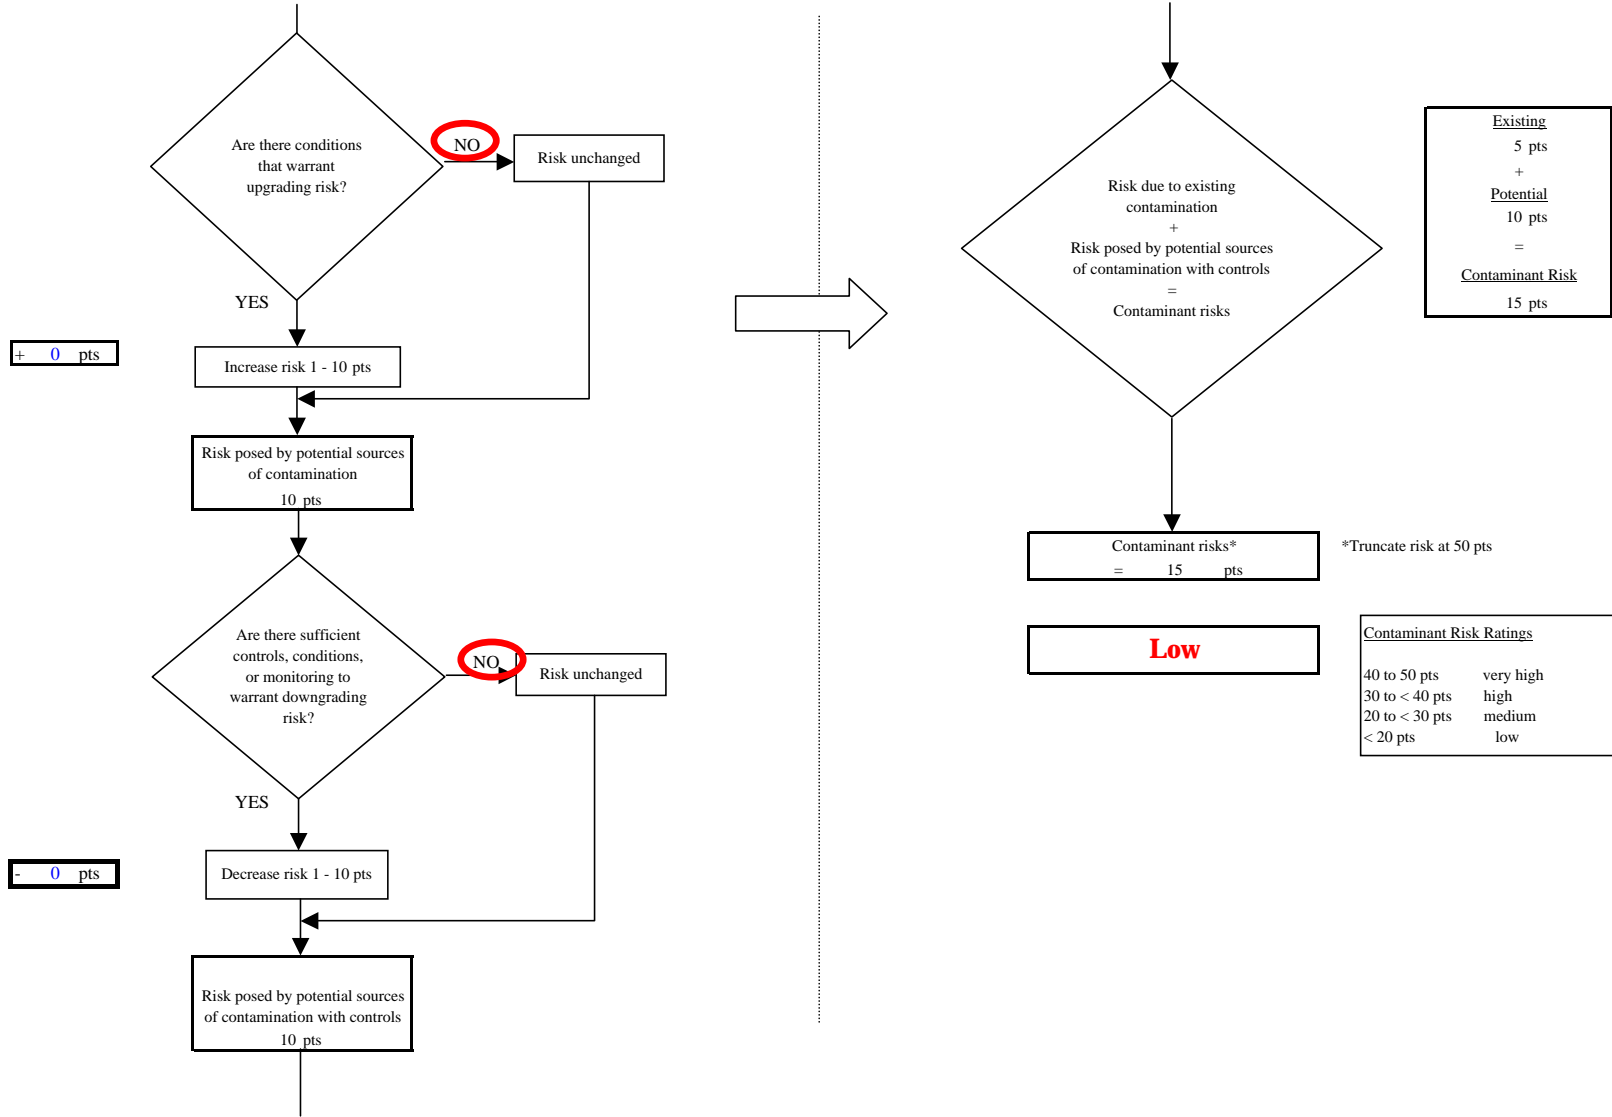 Are there conditions
that warrant
upgrading risk?
NO
Risk unchanged
YES
+ 0 pts
Increase risk 1 - 10 pts
Risk posed by potential sources
of contamination
10 pts
Are there sufficient
controls, conditions,
or monitoring to
warrant downgrading
risk?
NO
Risk unchanged
YES
- 0 pts
Decrease risk 1 - 10 pts
Risk posed by potential sources
of contamination with controls
10 pts
Risk due to existing
contamination
+
Risk posed by potential sources
of contamination with controls
=
Contaminant risks
Existing
5 pts
+
Potential
10 pts
=
Contaminant Risk
15 pts
Contaminant risks*
= 15 pts
*Truncate risk at 50 pts
Low
Contaminant Risk Ratings
40 to 50 pts very high
30 to < 40 pts high
20 to < 30 pts medium
< 20 pts low